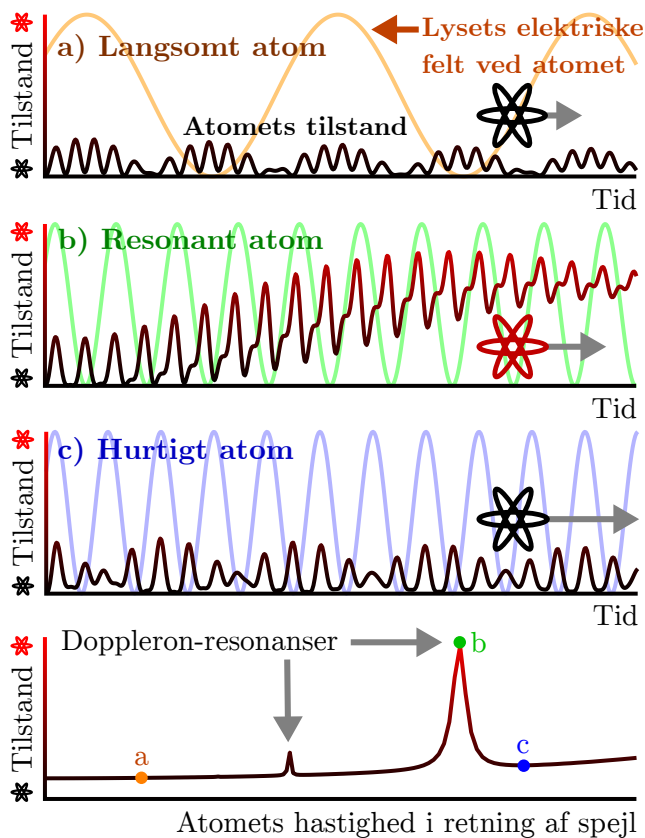 Tilstand
a) Langsomt atom
Lysets elektriske
felt ved atomet
Atomets tilstand
Tid
Tilstand
b) Resonant atom
Tid
Tilstand
c) Hurtigt atom
Tid
Tilstand
Doppleron-resonanser
b
a
c
Atomets hastighed i retning af spejl